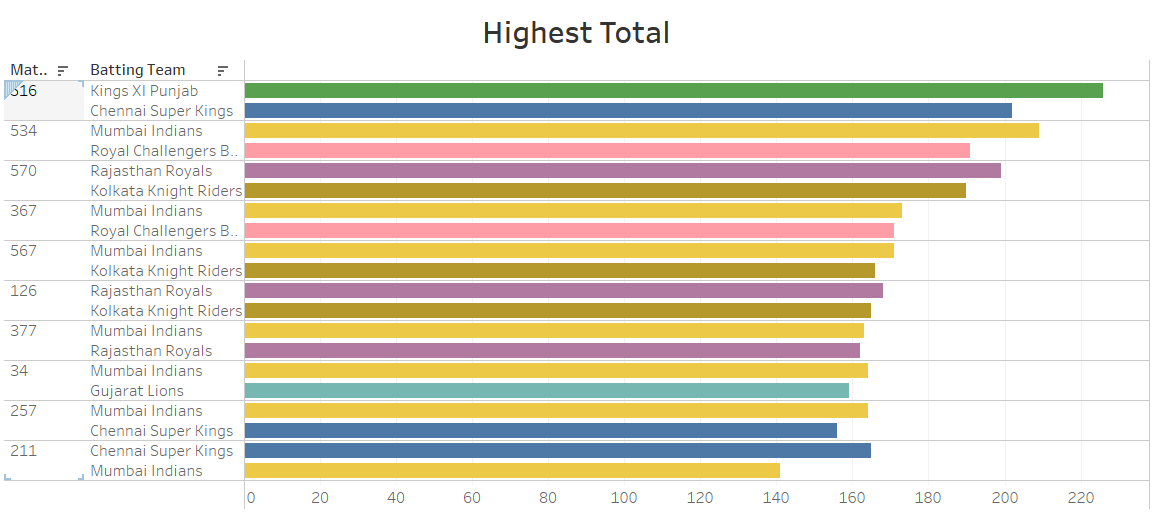 Highest Total
Mat.. Batting Team
516 Kings XI Punjab
Chennai Super Kings
534 Mumbai Indians
Royal Challengers B..
570 Rajasthan Royals
Kolkata Knight Riders
367 Mumbai Indians
Royal Challengers B..
567 Mumbai Indians
Kolkata Knight Riders
126 Rajasthan Royals
Kolkata Knight Riders
377 Mumbai Indians
Rajasthan Royals
34 Mumbai Indians
Gujarat Lions
257 Mumbai Indians
Chennai Super Kings
211 Chennai Super Kings
Mumbai Indians
0 20 40 60 80 100 120 140 160 180 200 220